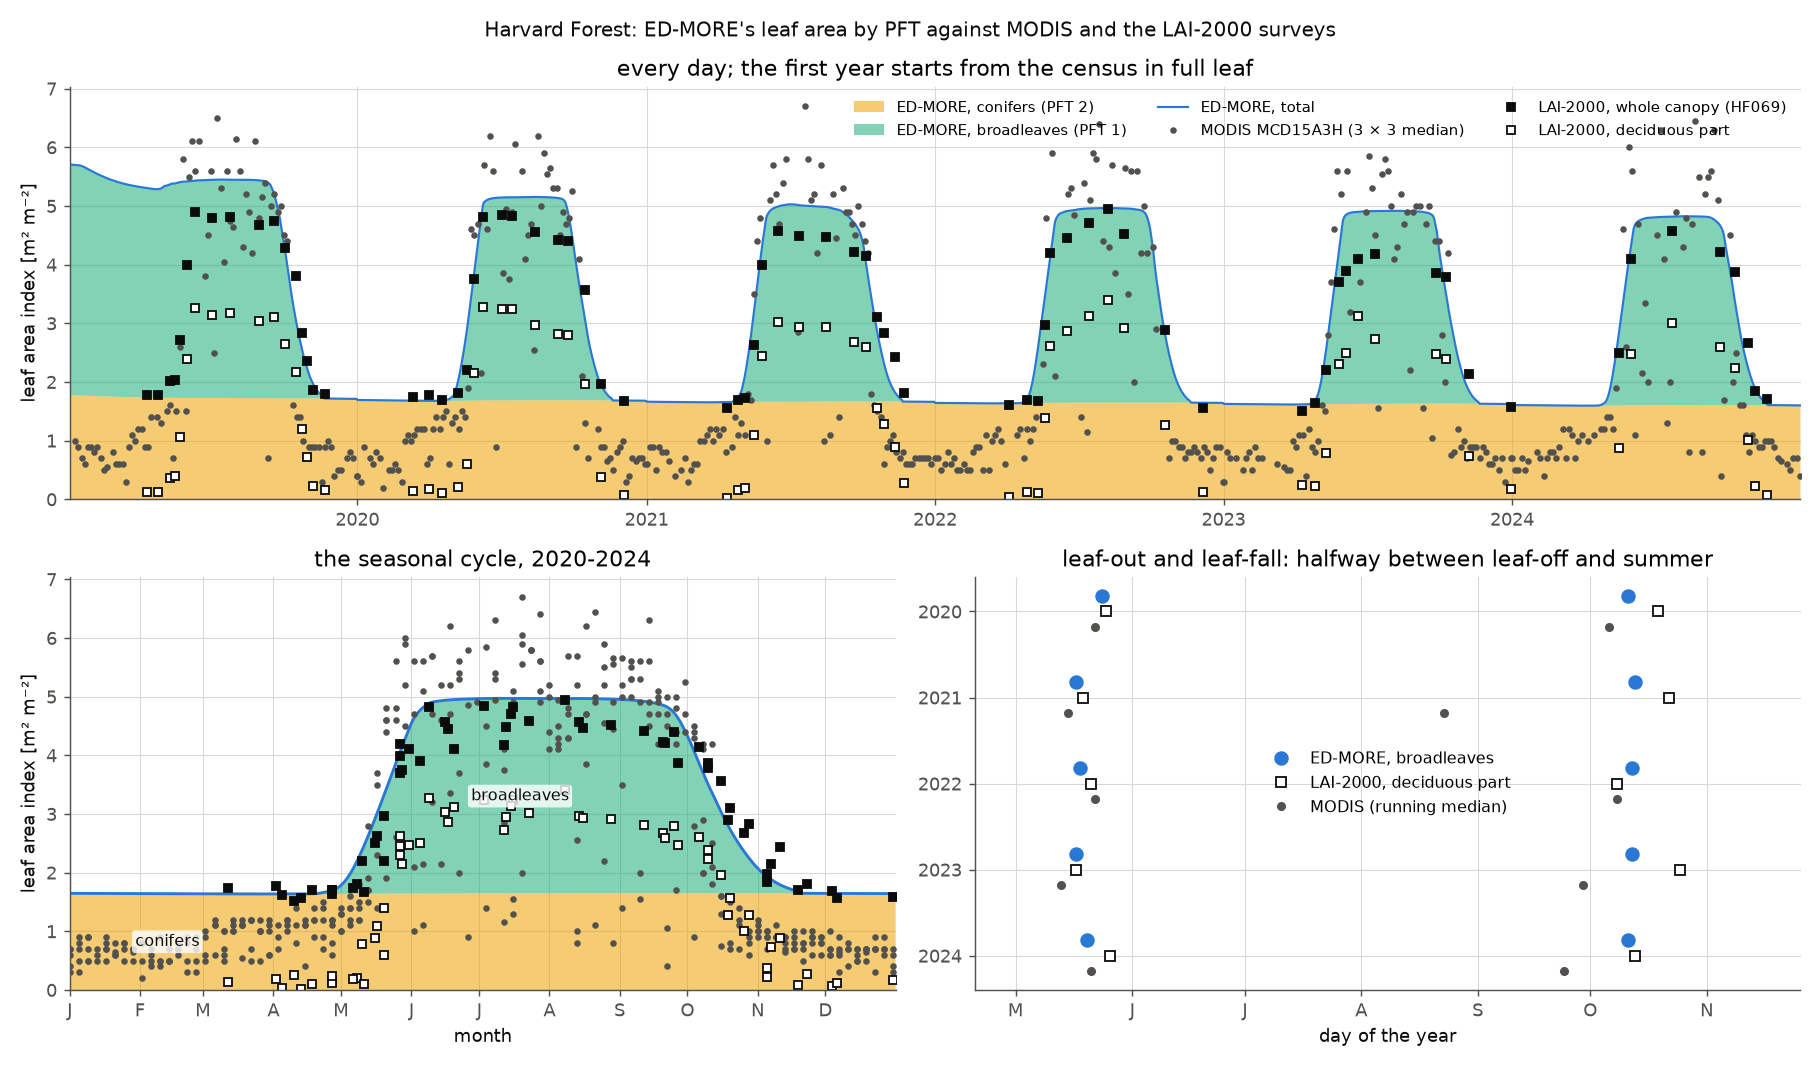 Harvard Forest: ED-MORE's leaf area by PFT against MODIS and the LAI-2000 surveys
every day; the first year starts from the census in full leaf
leaf area index [m² m⁻²]
7
6
5
4
3
2
1
0
ED-MORE, conifers (PFT 2)
ED-MORE, broadleaves (PFT 1)
ED-MORE, total
MODIS MCD15A3H (3 × 3 median)
LAI-2000, whole canopy (HF069)
LAI-2000, deciduous part
2020
2021
2022
2023
2024
the seasonal cycle, 2020-2024
leaf area index [m² m⁻²]
7
6
5
4
3
2
1
0
broadleaves
conifers
J
F
M
A
M
J
J
A
S
O
N
D
month
leaf-out and leaf-fall: halfway between leaf-off and summer
2020
2021
2022
2023
2024
ED-MORE, broadleaves
LAI-2000, deciduous part
MODIS (running median)
M
J
J
A
S
O
N
day of the year